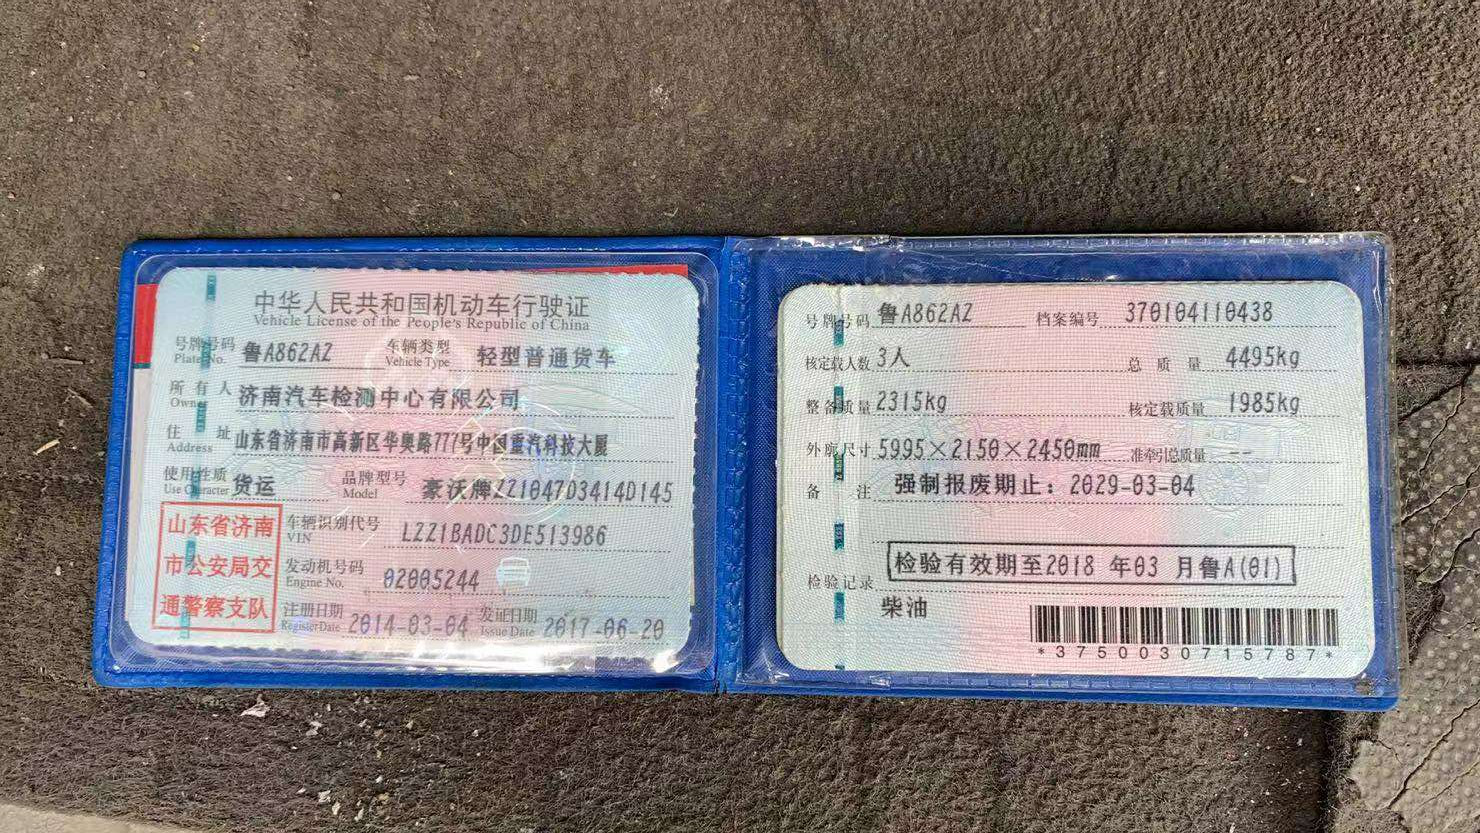 中华人民共和国机动车行驶证
Vehicle License of the People's Republic of China
号牌号码 鲁A862AZ 车辆类型 轻型普通货车
Plate No. Vehicle Type
所有人 济南汽车检测中心有限公司
Owner
住址 山东省济南市高新区华奥路777号中国重汽科技大厦
Address
使用性质 货运 品牌型号 豪沃牌ZZ1047D3414D145
Use Character Model
山东省济南
市公安局交
通警察支队
车辆识别代号 LZZ1BADC3DE513986
VIN
发动机号码 02005244
Engine No.
注册日期 2014-03-04 发证日期 2017-06-20
Register Date Issue Date
号牌号码 鲁A862AZ 档案编号 370104110438
核定载人数 3人 总质量 4495kg
整备质量 2315kg 核定载质量 1985kg
外廓尺寸 5995×2150×2450mm 准牵引总质量 --
备注 强制报废期止：2029-03-04
检验有效期至2018 年03 月鲁A(01)
检验记录
柴油
*3750030715787*